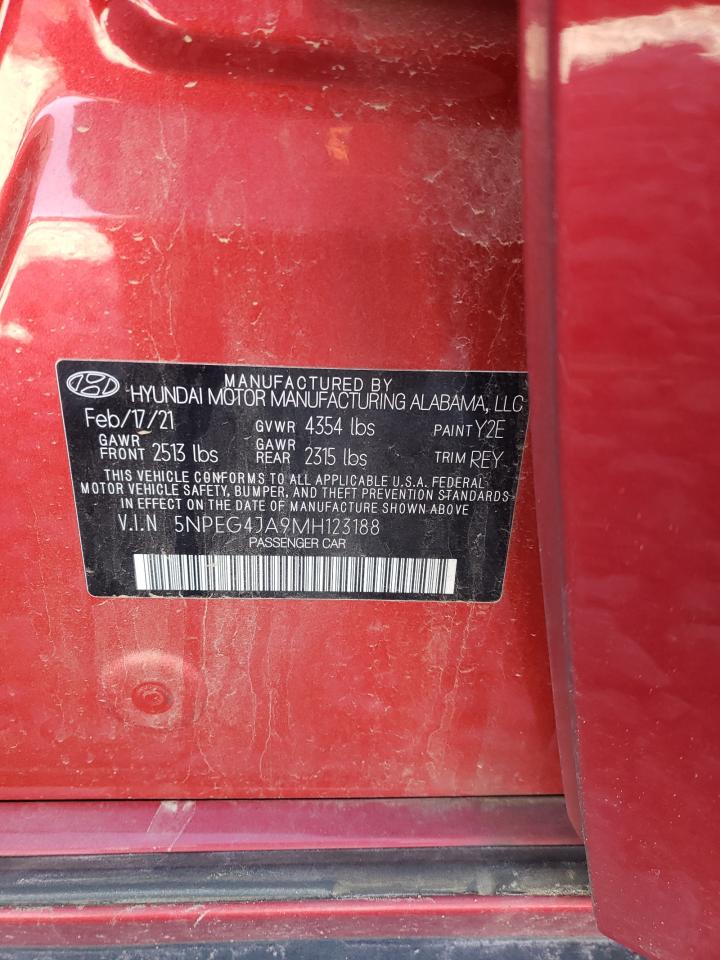 MANUFACTURED BY
HYUNDAI MOTOR MANUFACTURING ALABAMA, LLC
Feb/17/21 GVWR 4354 lbs PAINT Y2E
GAWR FRONT 2513 lbs GAWR REAR 2315 lbs TRIM REY
THIS VEHICLE CONFORMS TO ALL APPLICABLE U.S.A. FEDERAL
MOTOR VEHICLE SAFETY, BUMPER, AND THEFT PREVENTION STANDARDS
IN EFFECT ON THE DATE OF MANUFACTURE SHOWN ABOVE
V.I.N 5NPEG4JA9MH123188
PASSENGER CAR